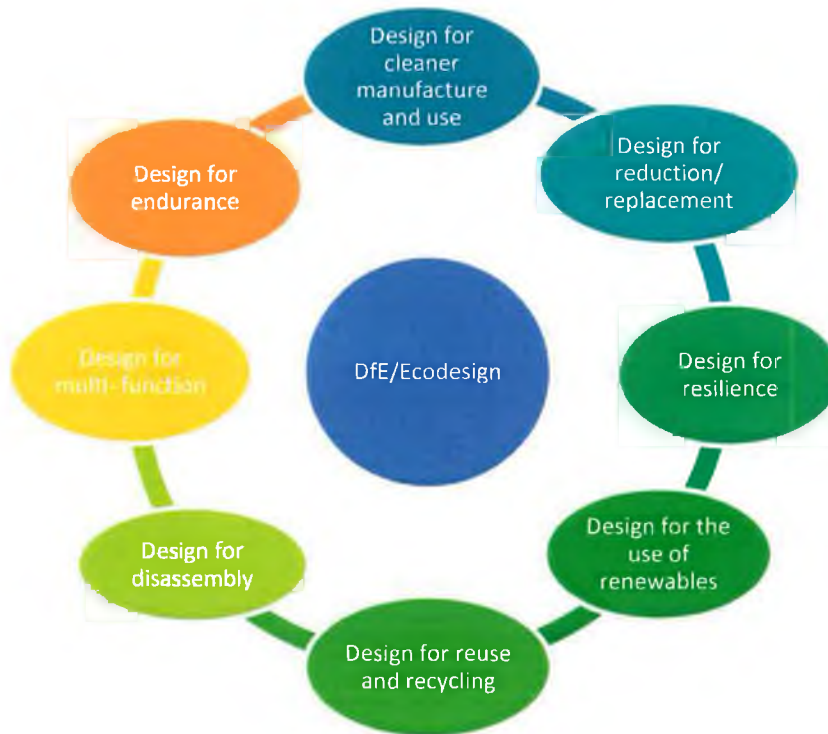 Design for
cleaner
manufacture
and use
Design for
reduction/
replacement
Design for
resilience
Design for the
use of
renewables
Design for reuse
and recycling
Design for
disassembly
Design for
multi-function
Design for
endurance
DfE/Ecodesign